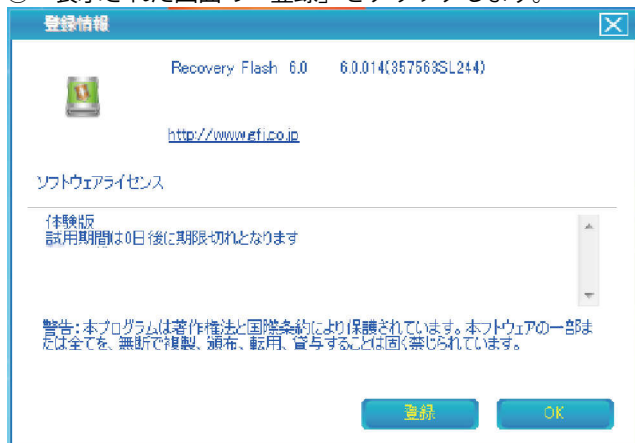 登録情報
Recovery Flash 6.0 6.0.014(357563SL244)
http://www.gfi.co.jp
ソフトウェアライセンス
体験版
試用期間は0日後に期限切れとなります
警告:本プログラムは著作権法と国際条約により保護されています。本フトウェアの一部ま
たは全てを、無断で複製、頒布、転用、貸与することは固く禁じられています。
登録 OK